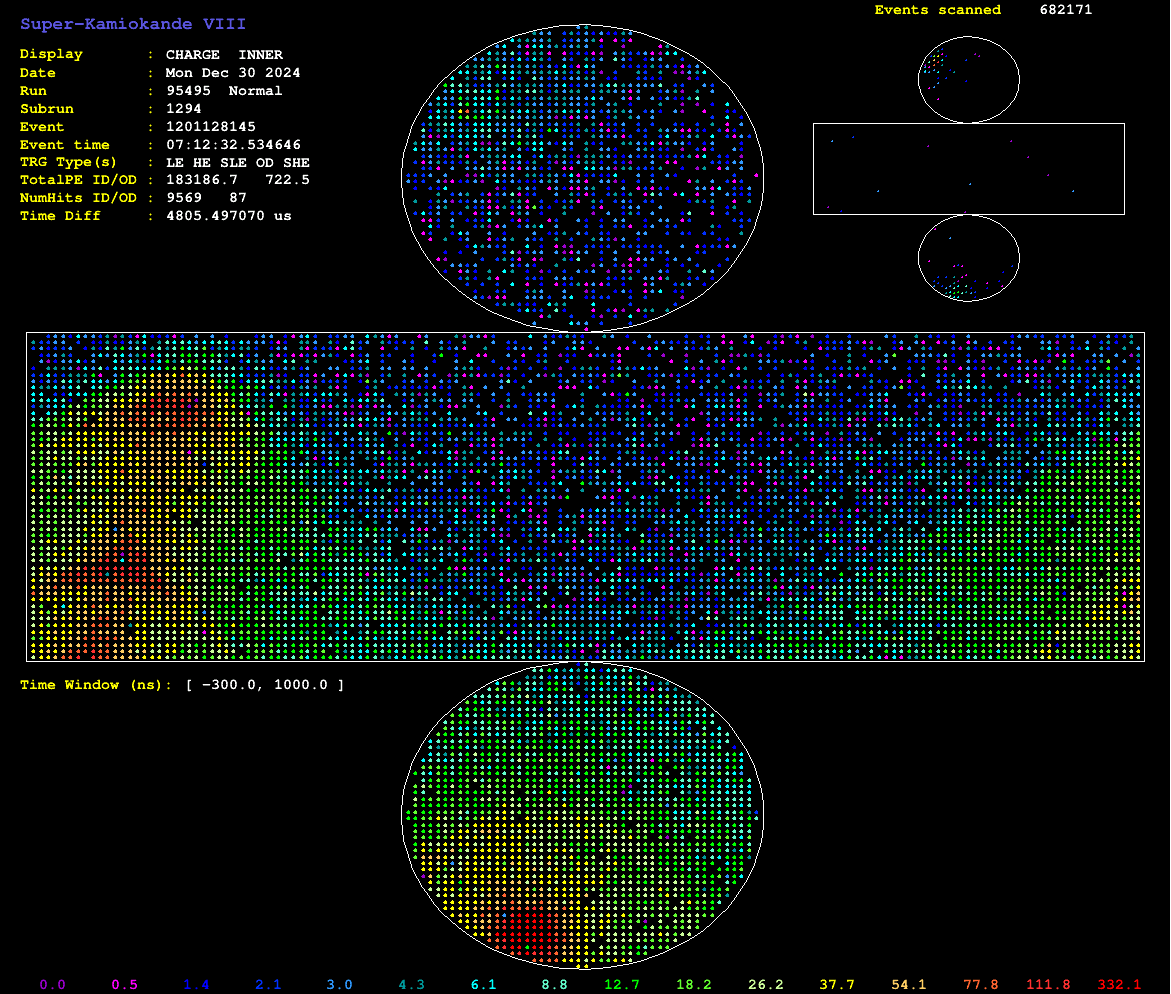 Super-Kamiokande VIII
Events scanned 682171
Display : CHARGE INNER
Date : Mon Dec 30 2024
Run : 95495 Normal
Subrun : 1294
Event : 1201128145
Event time : 07:12:32.534646
TRG Type(s) : LE HE SLE OD SHE
TotalPE ID/OD : 183186.7 722.5
NumHits ID/OD : 9569 87
Time Diff : 4805.497070 us
Time Window (ns): [ −300.0, 1000.0 ]
0.0 0.5 1.4 2.1 3.0 4.3 6.1 8.8 12.7 18.2 26.2 37.7 54.1 77.8 111.8 332.1